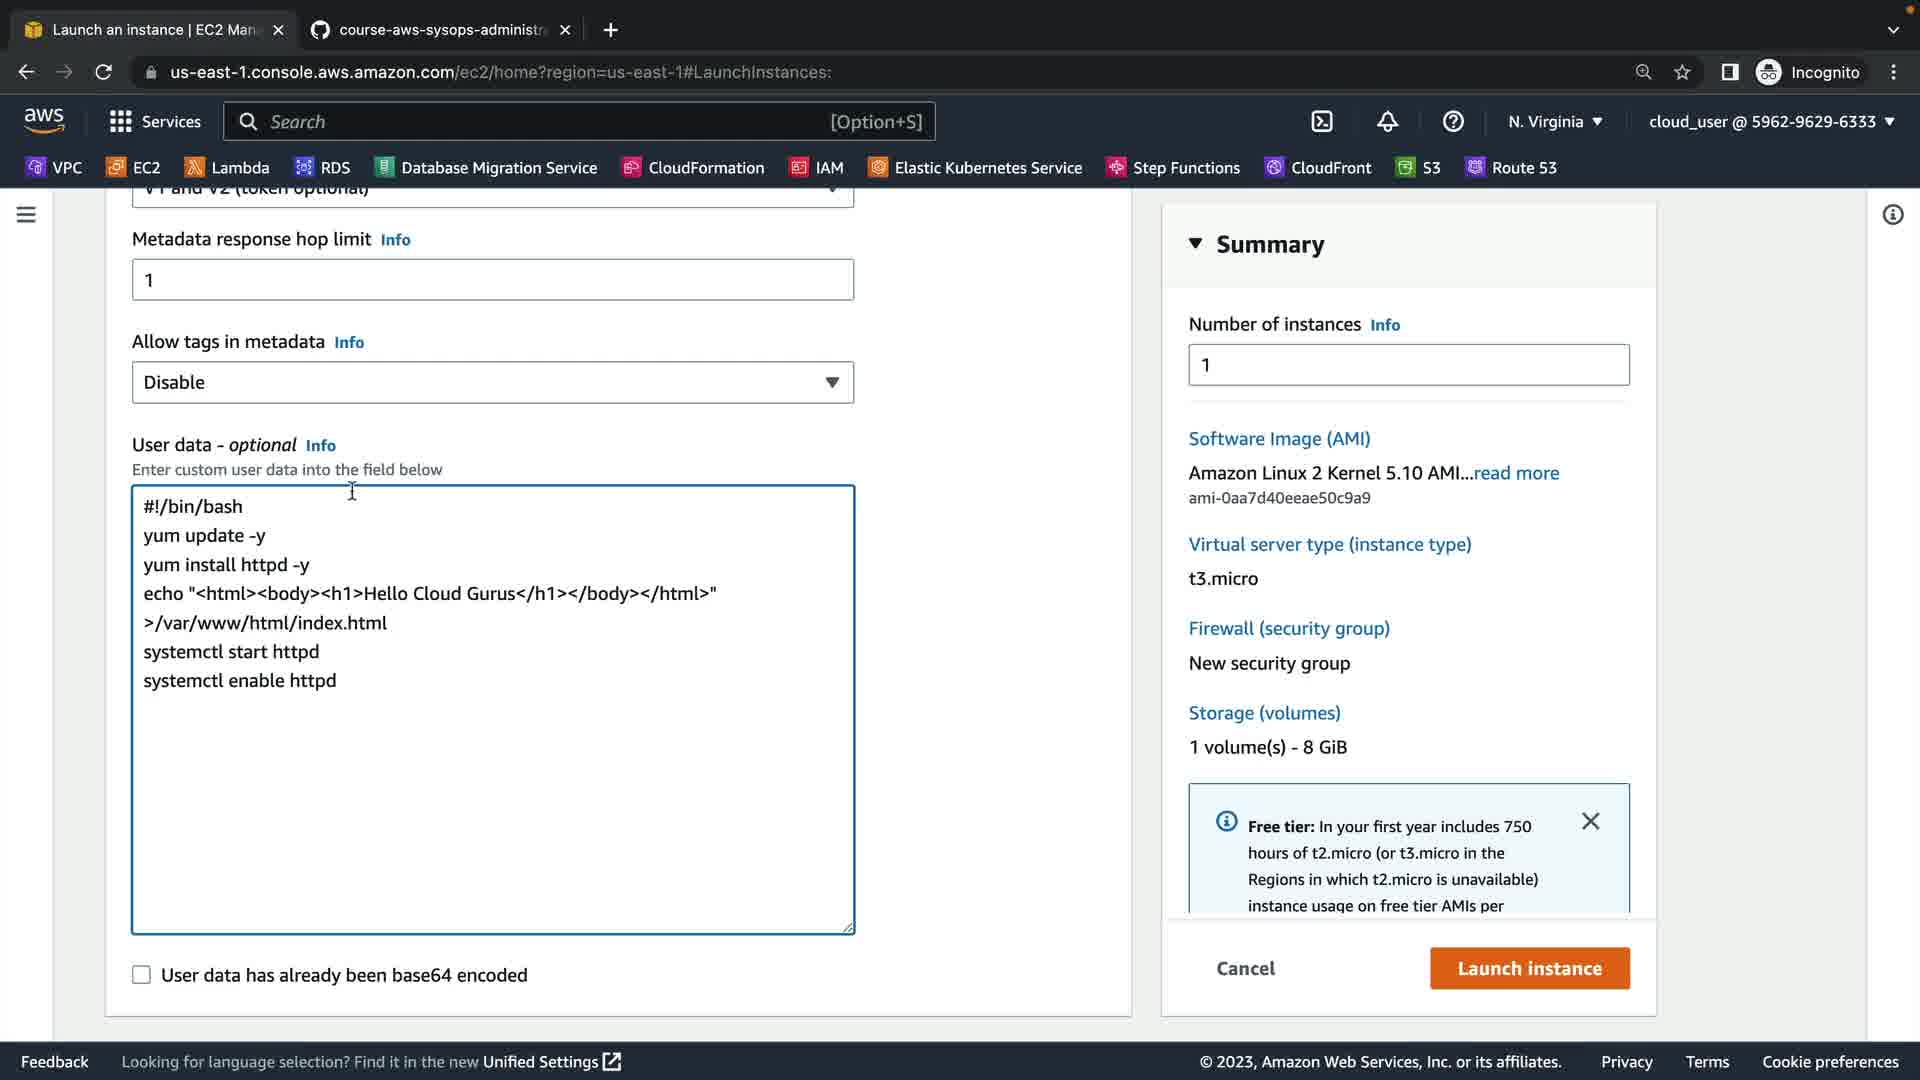 Launch an instance | EC2 Man
course-aws-sysops-administr
us-east-1.console.aws.amazon.com/ec2/home?region=us-east-1#LaunchInstances:
Incognito
aws
Services
Search
[Option+S]
N. Virginia
cloud_user @ 5962-9629-6333
VPC
EC2
Lambda
RDS
Database Migration Service
CloudFormation
IAM
Elastic Kubernetes Service
Step Functions
CloudFront
S3
Route 53
V1 and V2 (token optional)
Metadata response hop limit Info
1
Allow tags in metadata Info
Disable
User data - optional Info
Enter custom user data into the field below
#!/bin/bash
yum update -y
yum install httpd -y
echo "<html><body><h1>Hello Cloud Gurus</h1></body></html>"
>/var/www/html/index.html
systemctl start httpd
systemctl enable httpd
User data has already been base64 encoded
Summary
Number of instances Info
1
Software Image (AMI)
Amazon Linux 2 Kernel 5.10 AMI...read more
ami-0aa7d40eeae50c9a9
Virtual server type (instance type)
t3.micro
Firewall (security group)
New security group
Storage (volumes)
1 volume(s) - 8 GiB
Free tier: In your first year includes 750
hours of t2.micro (or t3.micro in the
Regions in which t2.micro is unavailable)
instance usage on free tier AMIs per
Cancel
Launch instance
Feedback
Looking for language selection? Find it in the new Unified Settings
© 2023, Amazon Web Services, Inc. or its affiliates.
Privacy
Terms
Cookie preferences